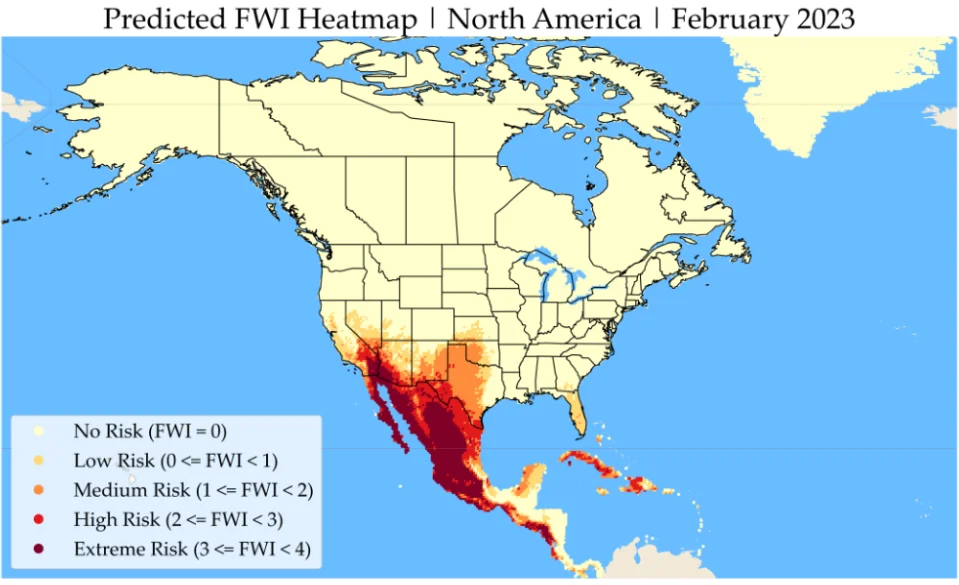 Predicted FWI Heatmap | North America | February 2023
No Risk (FWI = 0)
Low Risk (0 <= FWI < 1)
Medium Risk (1 <= FWI < 2)
High Risk (2 <= FWI < 3)
Extreme Risk (3 <= FWI < 4)